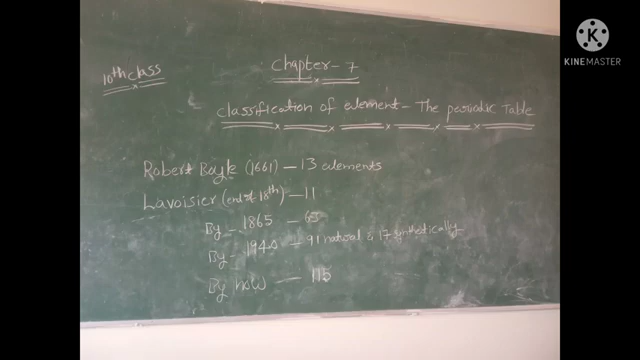 KINEMASTER
10th class
Chapter - 7
Classification of element - The periodic Table
Robert Boyle (1661) - 13 elements
Lavoisier (end of 18th) - 11
By - 1865 - 63
By - 1940 - 91 natural & 17 synthetically
By now - 115